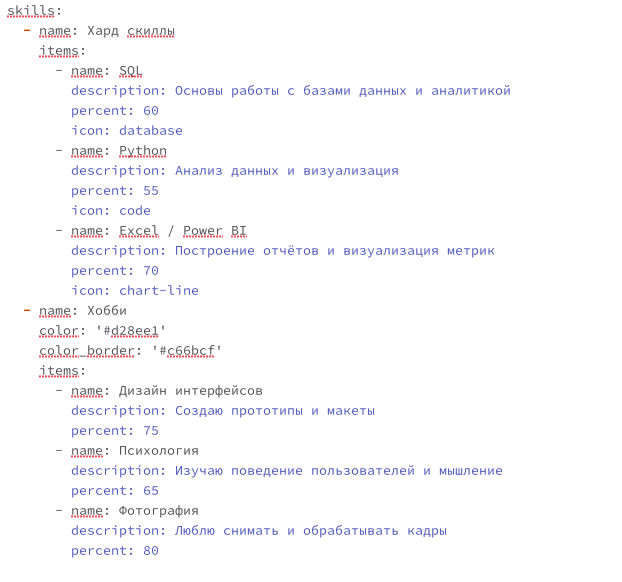 skills:
- name: Хард скиллы
items:
- name: SQL
description: Основы работы с базами данных и аналитикой
percent: 60
icon: database
- name: Python
description: Анализ данных и визуализация
percent: 55
icon: code
- name: Excel / Power BI
description: Построение отчётов и визуализация метрик
percent: 70
icon: chart-line
- name: Хобби
color: '#d28ee1'
color_border: '#c66bcf'
items:
- name: Дизайн интерфейсов
description: Создаю прототипы и макеты
percent: 75
- name: Психология
description: Изучаю поведение пользователей и мышление
percent: 65
- name: Фотография
description: Люблю снимать и обрабатывать кадры
percent: 80